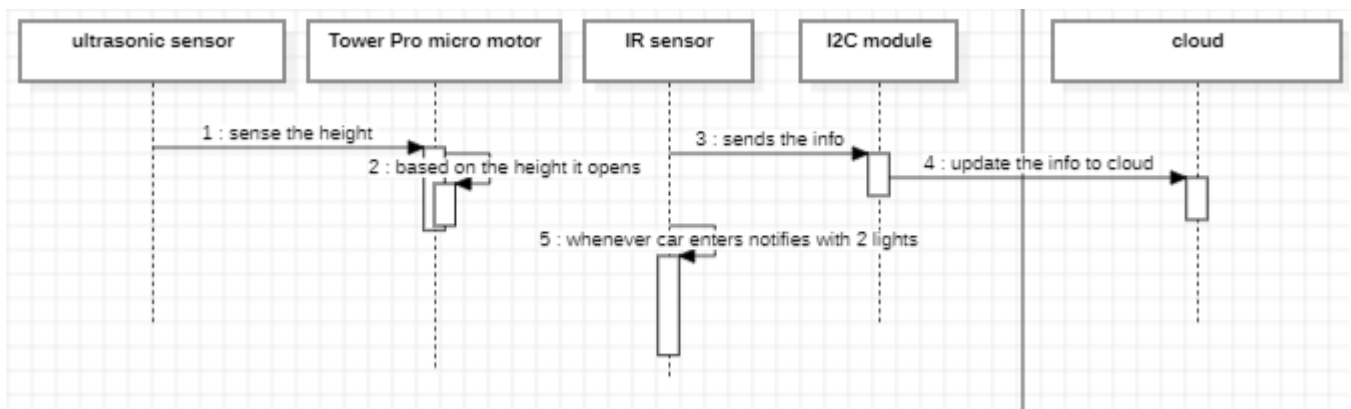 ultrasonic sensor
Tower Pro micro motor
IR sensor
I2C module
cloud
1 : sense the height
2 : based on the height it opens
3 : sends the info
4 : update the info to cloud
5 : whenever car enters notifies with 2 lights